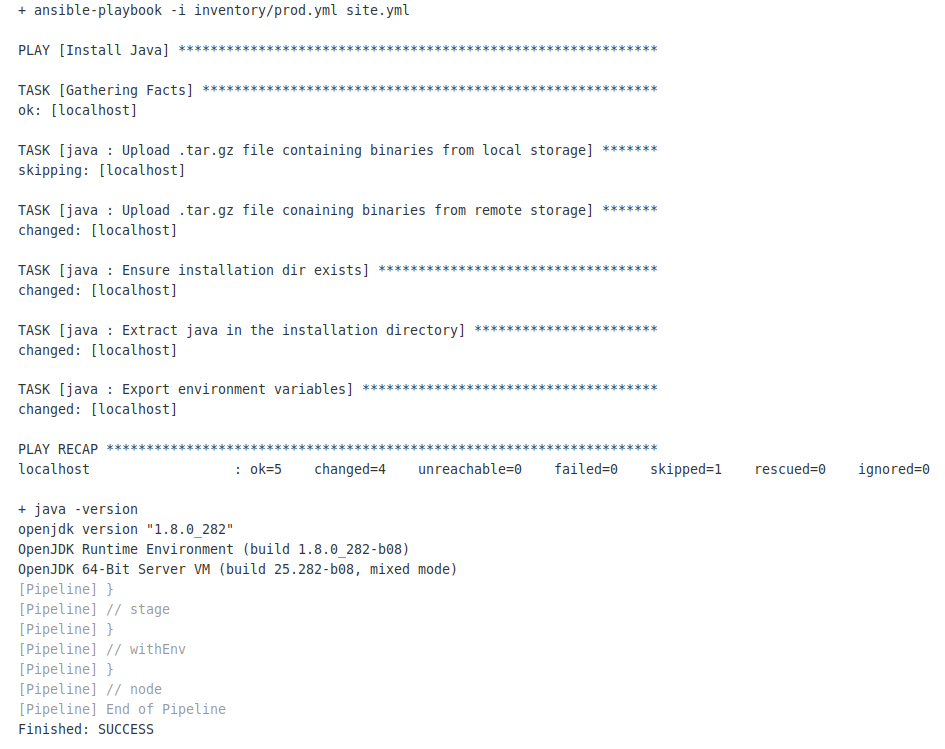 + ansible-playbook -i inventory/prod.yml site.yml
PLAY [Install Java] ************************************************************
TASK [Gathering Facts] *********************************************************
ok: [localhost]
TASK [java : Upload .tar.gz file containing binaries from local storage] *******
skipping: [localhost]
TASK [java : Upload .tar.gz file conaining binaries from remote storage] *******
changed: [localhost]
TASK [java : Ensure installation dir exists] ***********************************
changed: [localhost]
TASK [java : Extract java in the installation directory] ***********************
changed: [localhost]
TASK [java : Export environment variables] *************************************
changed: [localhost]
PLAY RECAP *********************************************************************
localhost                  : ok=5    changed=4    unreachable=0    failed=0    skipped=1    rescued=0    ignored=0
+ java -version
openjdk version "1.8.0_282"
OpenJDK Runtime Environment (build 1.8.0_282-b08)
OpenJDK 64-Bit Server VM (build 25.282-b08, mixed mode)
[Pipeline] }
[Pipeline] // stage
[Pipeline] }
[Pipeline] // withEnv
[Pipeline] }
[Pipeline] // node
[Pipeline] End of Pipeline
Finished: SUCCESS